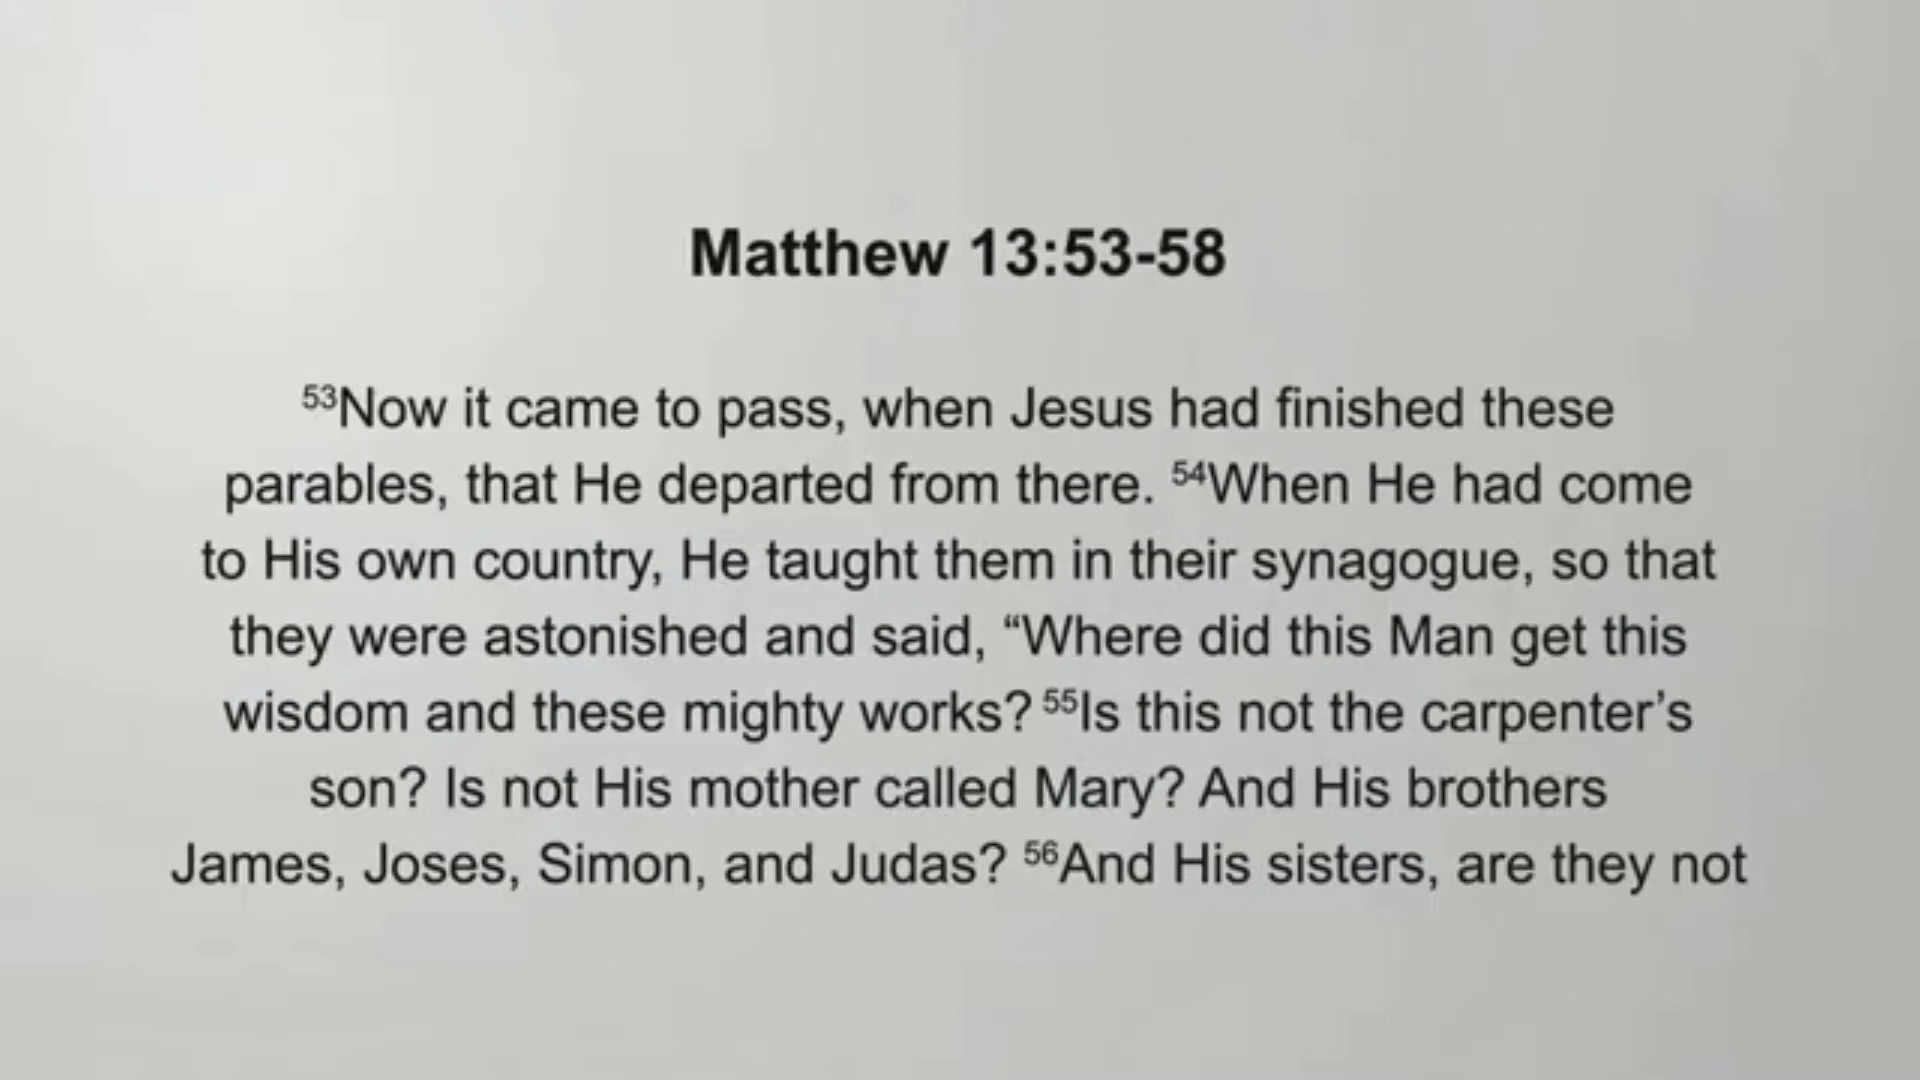 Matthew 13:53-58
⁵³Now it came to pass, when Jesus had finished these
parables, that He departed from there. ⁵⁴When He had come
to His own country, He taught them in their synagogue, so that
they were astonished and said, “Where did this Man get this
wisdom and these mighty works? ⁵⁵Is this not the carpenter’s
son? Is not His mother called Mary? And His brothers
James, Joses, Simon, and Judas? ⁵⁶And His sisters, are they not